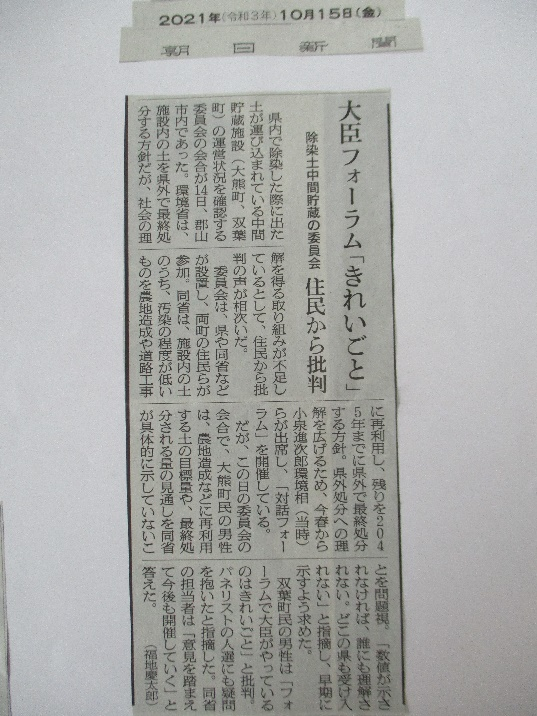 2021年(令和3年)10月15日(金)
朝日新聞
大臣フォーラム「きれいごと」
除染土中間貯蔵の委員会 住民から批判
県内で除染した際に出た
土が運び込まれている中間
貯蔵施設(大熊町、双葉
町)の運営状況を確認する
委員会の会合が14日、郡山
市内であった。環境省は、
施設内の土を県外で最終処
分する方針だが、社会の理
解を得る取り組みが不足し
ているとして、住民から批
判の声が相次いだ。
委員会は、県や同省など
が設置し、両町の住民らが
参加。同省は、施設内の土
のうち、汚染の程度が低い
ものを農地造成や道路工事
に再利用し、残りを204
5年までに県外で最終処分
する方針。県外処分への理
解を広げるため、今春から
小泉進次郎環境相(当時)
らが出席し、「対話フォー
ラム」を開催している。
だが、この日の委員会の
会合で、大熊町民の男性
は、農地造成などに再利用
する土の目標量や、最終処
分される量の見通しを同省
が具体的に示していないこ
とを問題視。「数値が示さ
れなければ、誰にも理解さ
れない。どこの県も受け入
れない」と指摘し、早期に
示すよう求めた。
双葉町民の男性は「フォ
ーラムで大臣がやっている
のはきれいごと」と批判。
パネリストの人選にも疑問
を抱いたと指摘した。同省
の担当者は「意見を踏まえ
て今後も開催していく」と
答えた。
(福地慶太郎)